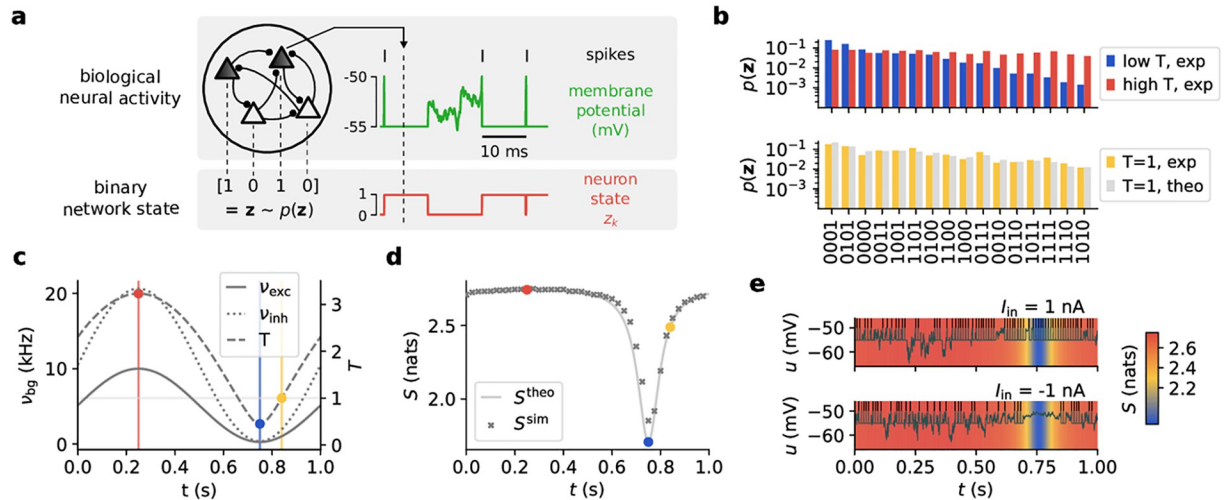 a
biological
neural activity
spikes
-50
-55
membrane
potential
(mV)
10 ms
binary
network state
[1 0 1 0]
= z ~ p(z)
1
0
neuron
state
z_k
b
p(z)
10⁻¹
10⁻²
10⁻³
low T, exp
high T, exp
p(z)
10⁻¹
10⁻²
10⁻³
T=1, exp
T=1, theo
0001
0101
0000
0011
1001
1101
0100
1100
1000
1011
0010
0111
1111
0110
1110
1010
c
ν_bg (kHz)
20
10
0
ν_exc
ν_inh
T
3
2
1
0
T
0.0 0.2 0.4 0.6 0.8 1.0
t (s)
d
S (nats)
2.5
2.0
S^theo
S^sim
0.0 0.2 0.4 0.6 0.8 1.0
t (s)
e
I_in = 1 nA
u (mV)
−50
−60
I_in = -1 nA
u (mV)
−50
−60
0.00 0.25 0.50 0.75 1.00
t (s)
2.6
2.4
2.2
S (nats)